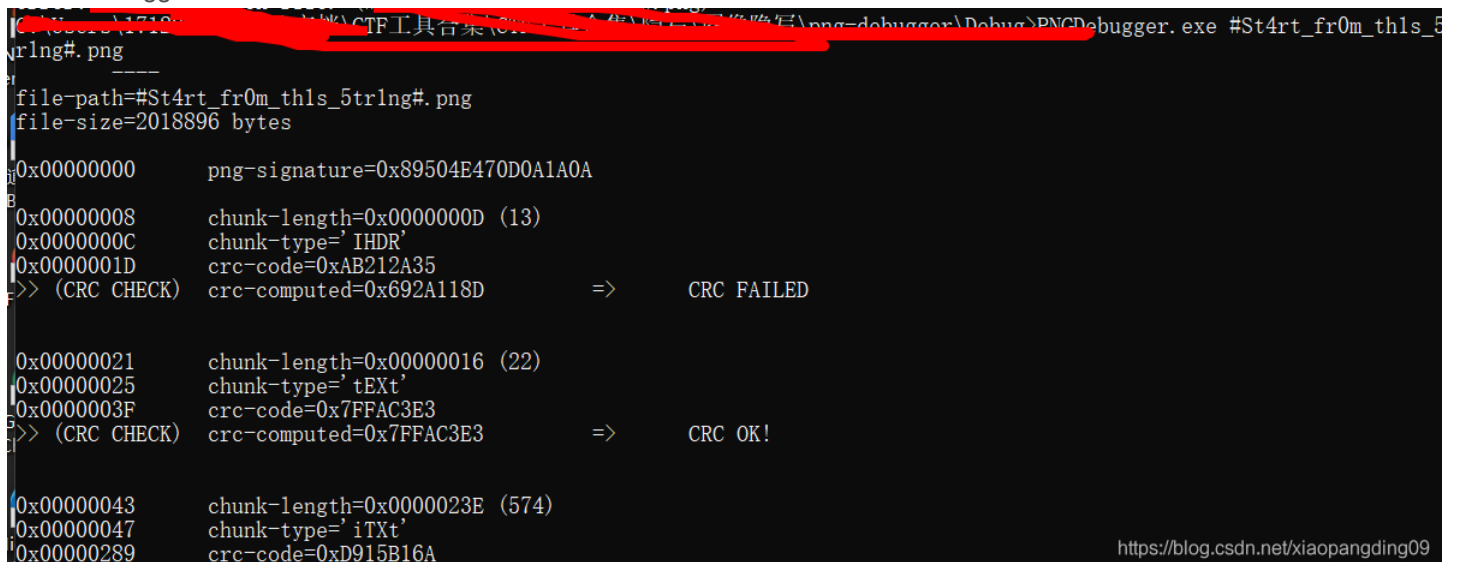 CTF工具合集\png-debugger\Debug>PNGDebugger.exe #St4rt_fr0m_th1s_5
r1ng#.png
----
file-path=#St4rt_fr0m_th1s_5tr1ng#.png
file-size=2018896 bytes
0x00000000 png-signature=0x89504E470D0A1A0A
0x00000008 chunk-length=0x0000000D (13)
0x0000000C chunk-type='IHDR'
0x0000001D crc-code=0xAB212A35
>> (CRC CHECK) crc-computed=0x692A118D => CRC FAILED
0x00000021 chunk-length=0x00000016 (22)
0x00000025 chunk-type='tEXt'
0x0000003F crc-code=0x7FFAC3E3
>> (CRC CHECK) crc-computed=0x7FFAC3E3 => CRC OK!
0x00000043 chunk-length=0x0000023E (574)
0x00000047 chunk-type='iTXt'
0x00000289 crc-code=0xD915B16A
https://blog.csdn.net/xiaopangding09